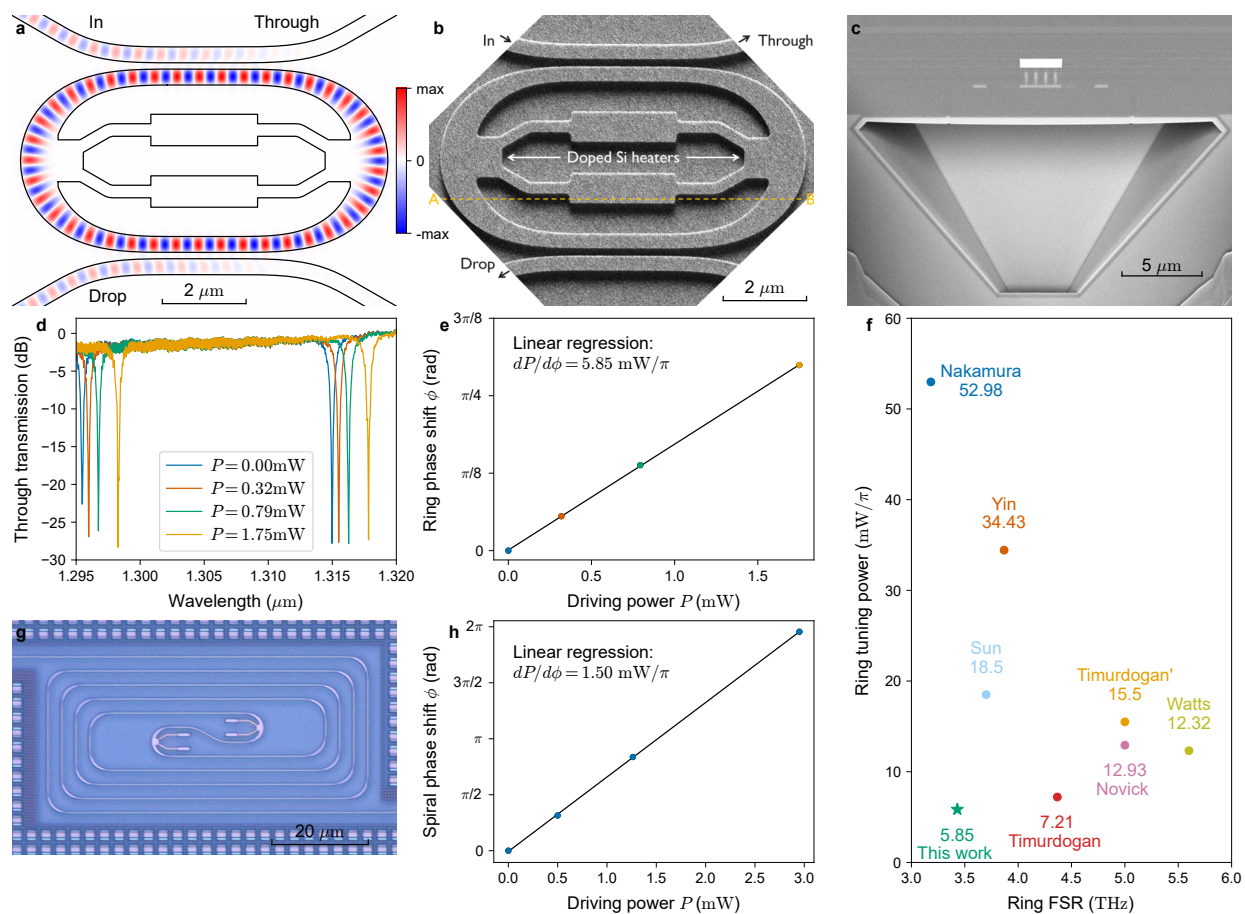 a
In
Through
max
0
-max
Drop
2 μm
b
In
Through
Doped Si heaters
A
B
Drop
2 μm
c
5 μm
d
Through transmission (dB)
0
−5
−10
−15
−20
−25
−30
P = 0.00mW
P = 0.32mW
P = 0.79mW
P = 1.75mW
1.295
1.300
1.305
1.310
1.315
1.320
Wavelength (μm)
e
Ring phase shift ϕ (rad)
3π/8
π/4
π/8
0
Linear regression:
dP/dϕ = 5.85 mW/π
0.0
0.5
1.0
1.5
Driving power P (mW)
f
Ring tuning power (mW/π)
60
50
40
30
20
10
0
Nakamura
52.98
Yin
34.43
Sun
18.5
Timurdogan'
15.5
Watts
12.32
12.93
Novick
7.21
Timurdogan
5.85
This work
3.0
3.5
4.0
4.5
5.0
5.5
6.0
Ring FSR (THz)
g
20 μm
h
Spiral phase shift ϕ (rad)
2π
3π/2
π
π/2
0
Linear regression:
dP/dϕ = 1.50 mW/π
0.0
0.5
1.0
1.5
2.0
2.5
3.0
Driving power P (mW)